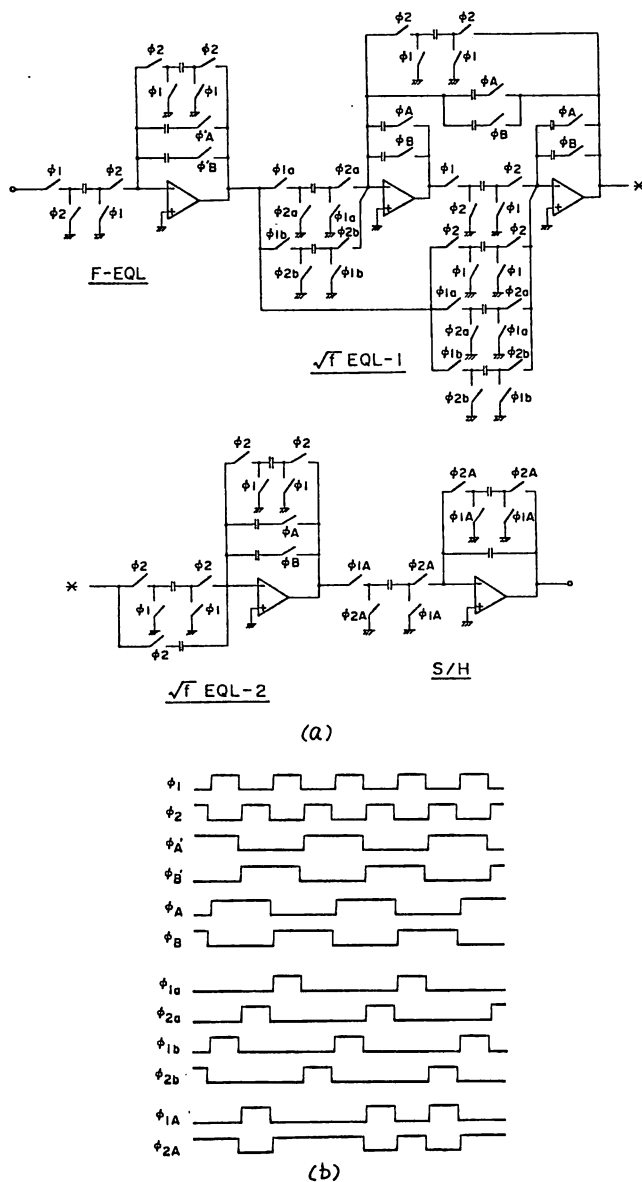 φ2 φ2
φ1 φ1
φA
φB
φ2 φ2
φ1 φ1
φ'A
φ'B
φA
φB
φA
φB
φ1 φ2
φ2 φ1
φ1a φ2a
φ2a φ1a
φ1 φ2
φ2 φ1
φ1b φ2b
φ2b φ1b
φ2 φ2
φ1 φ1
φ1a φ2a
φ2a φ1a
φ1b φ2b
φ2b φ1b
F-EQL
√f EQL-1
φ2 φ2
φ1 φ1
φA
φB
φ2A φ2A
φ1A φ1A
φ2 φ2
φ1 φ1
φ2
φ1A φ2A
φ2A φ1A
√f EQL-2
S/H
(a)
φ1
φ2
φA'
φB'
φA
φB
φ1a
φ2a
φ1b
φ2b
φ1A
φ2A
(b)